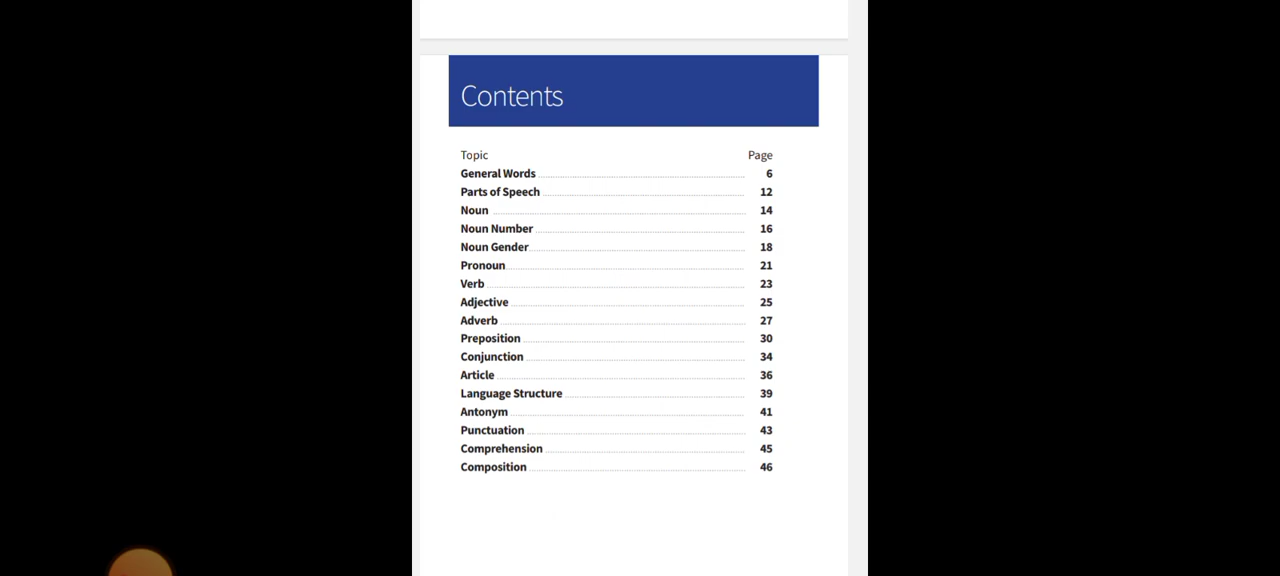 Contents
Topic Page
General Words 6
Parts of Speech 12
Noun 14
Noun Number 16
Noun Gender 18
Pronoun 21
Verb 23
Adjective 25
Adverb 27
Preposition 30
Conjunction 34
Article 36
Language Structure 39
Antonym 41
Punctuation 43
Comprehension 45
Composition 46